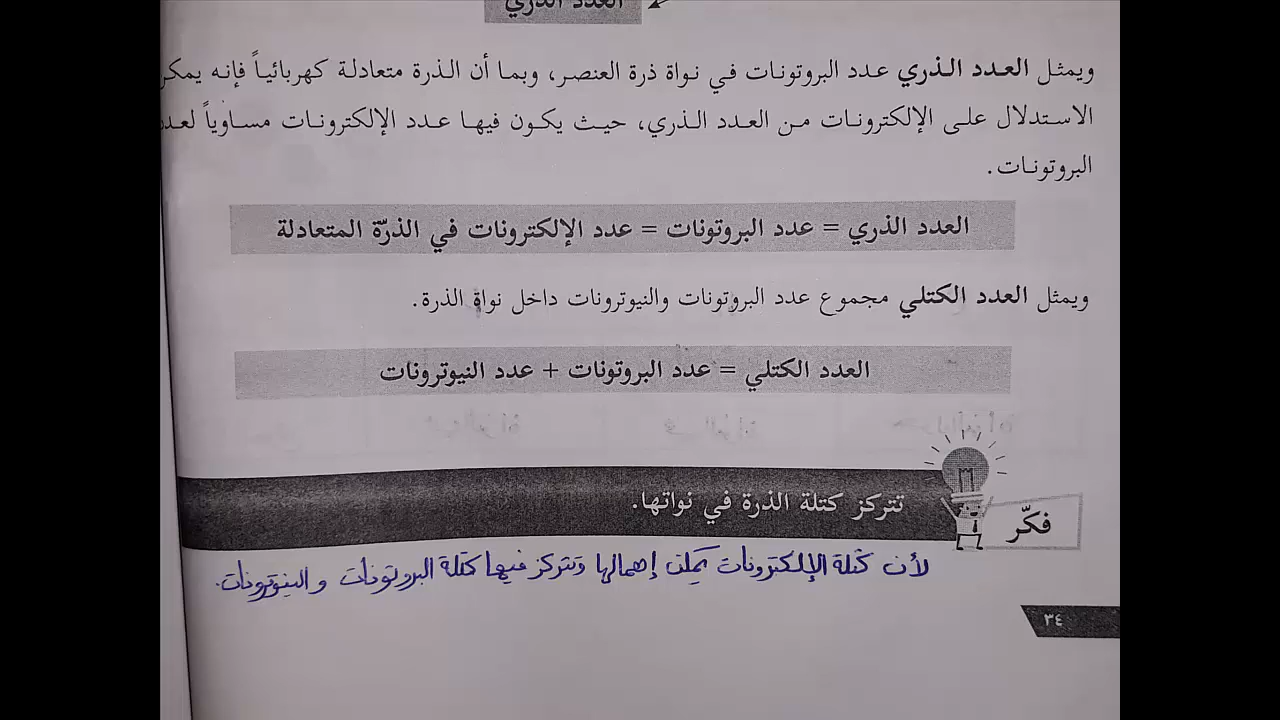 العدد الذري
ويمثل العدد الذري عدد البروتونات في نواة ذرة العنصر، وبما أن الذرة متعادلة كهربائياً فإنه يمكن
الاستدلال على الإلكترونات من العدد الذري، حيث يكون فيها عدد الإلكترونات مساوياً لعدد
البروتونات.
العدد الذري = عدد البروتونات = عدد الإلكترونات في الذرّة المتعادلة
ويمثل العدد الكتلي مجموع عدد البروتونات والنيوترونات داخل نواة الذرة.
العدد الكتلي = عدد البروتونات + عدد النيوترونات
فكّر
تتركز كتلة الذرة في نواتها.
لأن كتلة الإلكترونات يمكن إهمالها وتتركز فيها كتلة البروتونات والنيوترونات.
٣٤